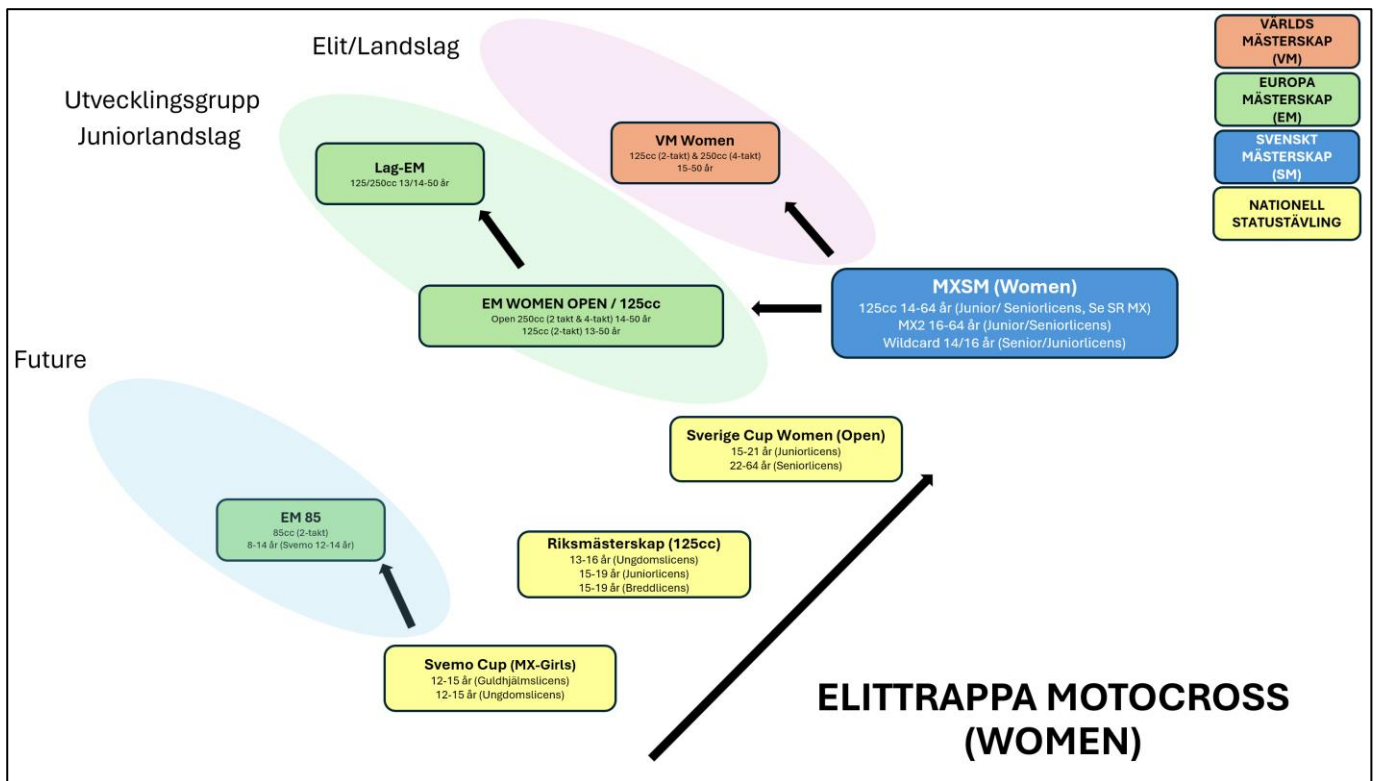 Elit/Landslag
Utvecklingsgrupp
Juniorlandslag
Future
VÄRLDS
MÄSTERSKAP
(VM)
EUROPA
MÄSTERSKAP
(EM)
SVENSKT
MÄSTERSKAP
(SM)
NATIONELL
STATUSTÄVLING
VM Women
125cc (2-takt) & 250cc (4-takt)
15-50 år
Lag-EM
125/250cc 13/14-50 år
EM WOMEN OPEN / 125cc
Open 250cc (2 takt & 4-takt) 14-50 år
125cc (2-takt) 13-50 år
MXSM (Women)
125cc 14-64 år (Junior/ Seniorlicens, Se SR MX)
MX2 16-64 år (Junior/Seniorlicens)
Wildcard 14/16 år (Senior/Juniorlicens)
Sverige Cup Women (Open)
15-21 år (Juniorlicens)
22-64 år (Seniorlicens)
EM 85
85cc (2-takt)
8-14 år (Svemo 12-14 år)
Riksmästerskap (125cc)
13-16 år (Ungdomslicens)
15-19 år (Juniorlicens)
15-19 år (Breddlicens)
Svemo Cup (MX-Girls)
12-15 år (Guldhjälmslicens)
12-15 år (Ungdomslicens)
ELITTRAPPA MOTOCROSS
(WOMEN)